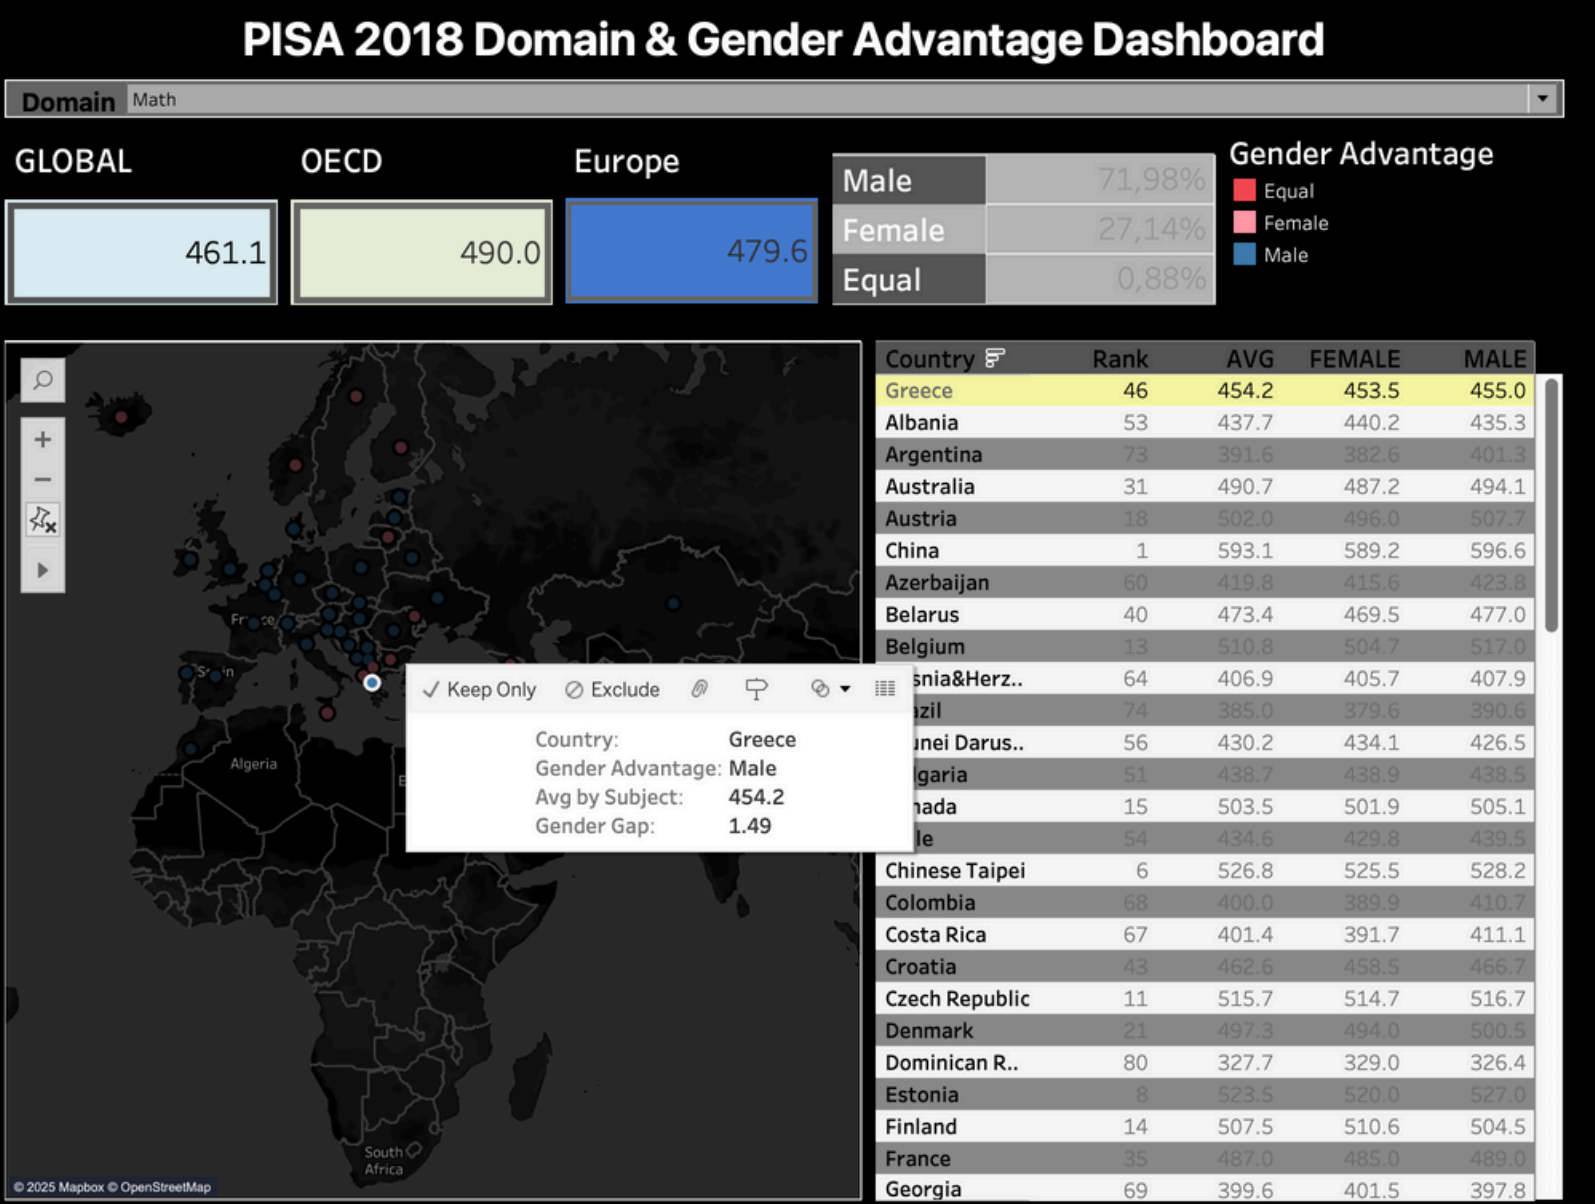 PISA 2018 Domain & Gender Advantage Dashboard
Domain Math
GLOBAL OECD Europe
461.1 490.0 479.6
Male 71,98%
Female 27,14%
Equal 0,88%
Gender Advantage
Equal
Female
Male
France
Spain
Algeria
E
South
Africa
© 2025 Mapbox © OpenStreetMap
Keep Only Exclude
Country: Greece
Gender Advantage: Male
Avg by Subject: 454.2
Gender Gap: 1.49
Country Rank AVG FEMALE MALE
Greece 46 454.2 453.5 455.0
Albania 53 437.7 440.2 435.3
Argentina 73 391.6 382.6 401.3
Australia 31 490.7 487.2 494.1
Austria 18 502.0 496.0 507.7
China 1 593.1 589.2 596.6
Azerbaijan 60 419.8 415.6 423.8
Belarus 40 473.4 469.5 477.0
Belgium 13 510.8 504.7 517.0
snia&Herz.. 64 406.9 405.7 407.9
azil 74 385.0 379.6 390.6
unei Darus.. 56 430.2 434.1 426.5
lgaria 51 438.7 438.9 438.5
nada 15 503.5 501.9 505.1
le 54 434.6 429.8 439.5
Chinese Taipei 6 526.8 525.5 528.2
Colombia 68 400.0 389.9 410.7
Costa Rica 67 401.4 391.7 411.1
Croatia 43 462.6 458.5 466.7
Czech Republic 11 515.7 514.7 516.7
Denmark 21 497.3 494.0 500.5
Dominican R.. 80 327.7 329.0 326.4
Estonia 8 523.5 520.0 527.0
Finland 14 507.5 510.6 504.5
France 35 487.0 485.0 489.0
Georgia 69 399.6 401.5 397.8